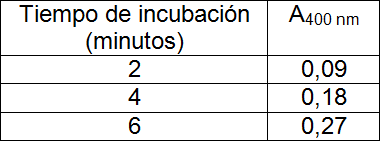 Tiempo de incubación A400 nm
(minutos)
2 0,09
4 0,18
6 0,27